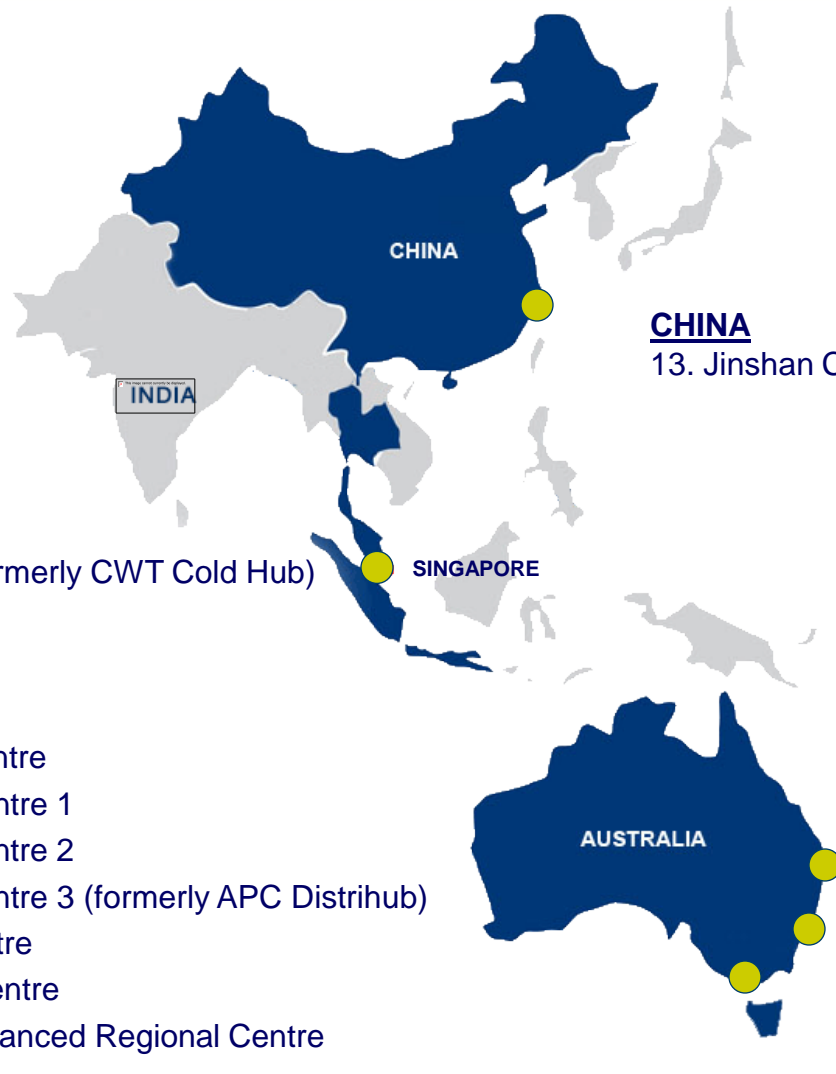 CHINA
CHINA
13. Jinshan C
INDIA
rmerly CWT Cold Hub)
SINGAPORE
ntre
ntre 1
ntre 2
AUSTRALIA
ntre 3 (formerly APC Distrihub)
tre
entre
anced Regional Centre